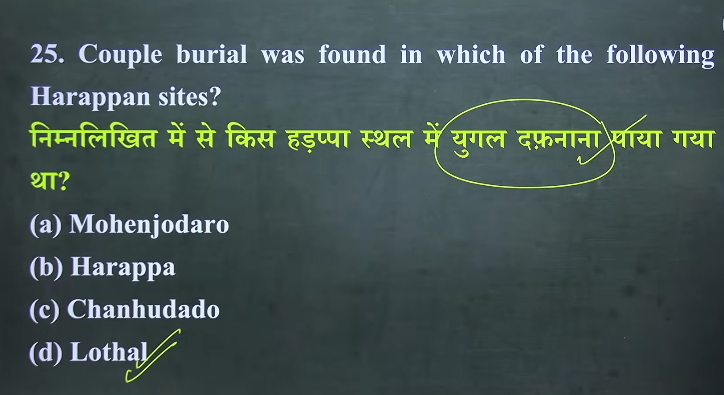 25. Couple burial was found in which of the following
Harappan sites?
निम्नलिखित में से किस हड़प्पा स्थल में युगल दफ़नाना पाया गया
था?
(a) Mohenjodaro
(b) Harappa
(c) Chanhudado
(d) Lothal